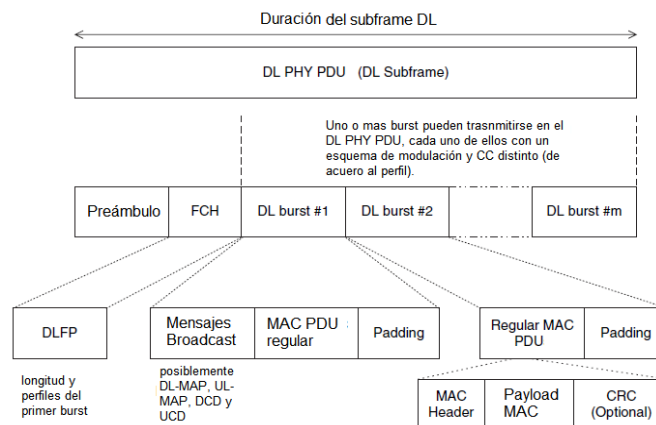 Duración del subframe DL
DL PHY PDU (DL Subframe)
Uno o mas burst pueden trasnmitirse en el
DL PHY PDU, cada uno de ellos con un
esquema de modulación y CC distinto (de
acuero al perfil).
Preámbulo
FCH
DL burst #1
DL burst #2
DL burst #m
DLFP
Mensajes
Broadcast
MAC PDU
regular
Padding
Regular MAC
PDU
Padding
longitud y
perfiles del
primer burst
posiblemente
DL-MAP, UL-
MAP, DCD y
UCD
MAC
Header
Payload
MAC
CRC
(Optional)